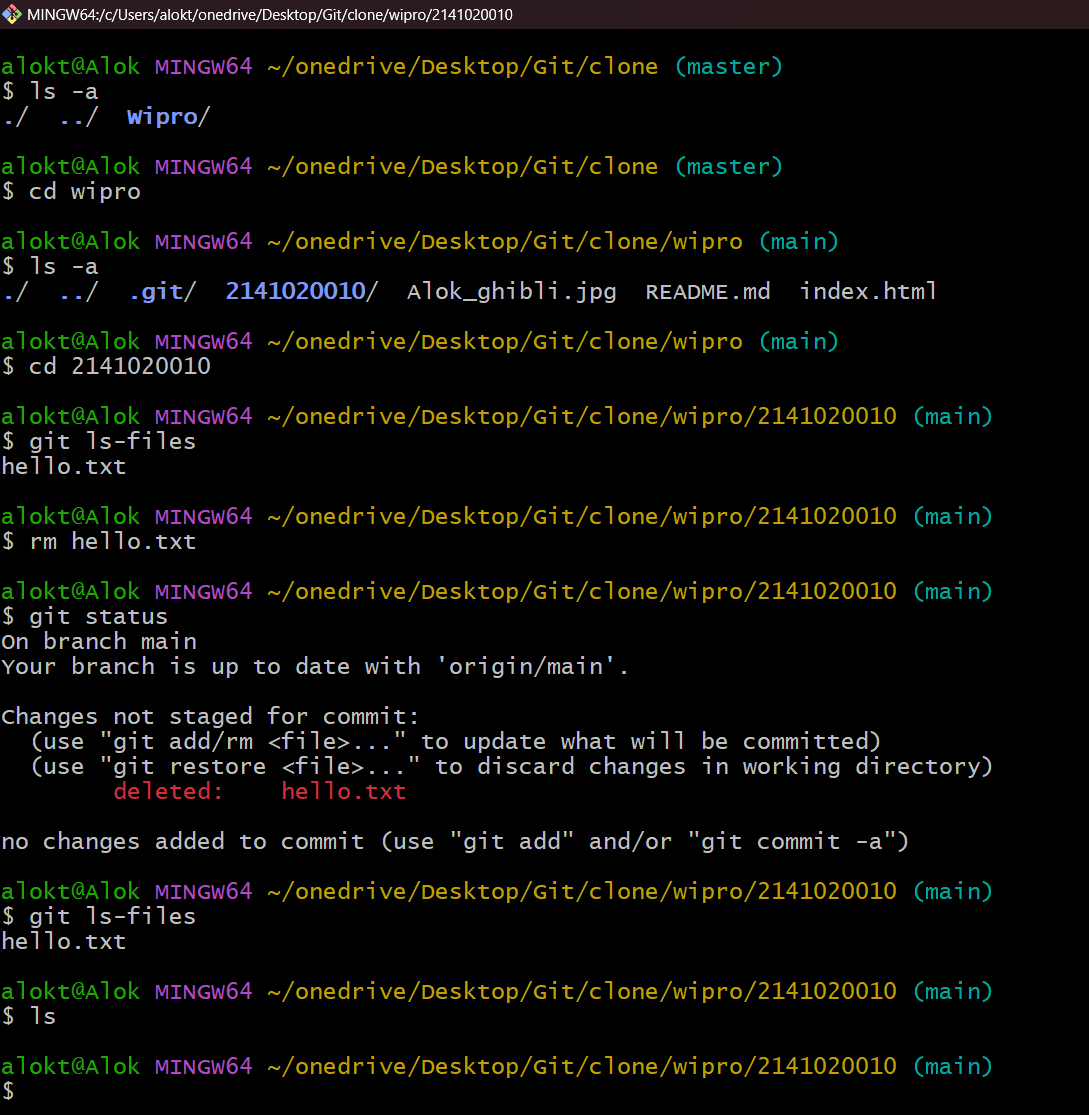 MINGW64:/c/Users/alokt/onedrive/Desktop/Git/clone/wipro/2141020010
alokt@Alok MINGW64 ~/onedrive/Desktop/Git/clone (master)
$ ls -a
./  ../  Wipro/
alokt@Alok MINGW64 ~/onedrive/Desktop/Git/clone (master)
$ cd wipro
alokt@Alok MINGW64 ~/onedrive/Desktop/Git/clone/wipro (main)
$ ls -a
./  ../  .git/  2141020010/  Alok_ghibli.jpg  README.md  index.html
alokt@Alok MINGW64 ~/onedrive/Desktop/Git/clone/wipro (main)
$ cd 2141020010
alokt@Alok MINGW64 ~/onedrive/Desktop/Git/clone/wipro/2141020010 (main)
$ git ls-files
hello.txt
alokt@Alok MINGW64 ~/onedrive/Desktop/Git/clone/wipro/2141020010 (main)
$ rm hello.txt
alokt@Alok MINGW64 ~/onedrive/Desktop/Git/clone/wipro/2141020010 (main)
$ git status
On branch main
Your branch is up to date with 'origin/main'.
Changes not staged for commit:
  (use "git add/rm <file>..." to update what will be committed)
  (use "git restore <file>..." to discard changes in working directory)
        deleted:    hello.txt
no changes added to commit (use "git add" and/or "git commit -a")
alokt@Alok MINGW64 ~/onedrive/Desktop/Git/clone/wipro/2141020010 (main)
$ git ls-files
hello.txt
alokt@Alok MINGW64 ~/onedrive/Desktop/Git/clone/wipro/2141020010 (main)
$ ls
alokt@Alok MINGW64 ~/onedrive/Desktop/Git/clone/wipro/2141020010 (main)
$